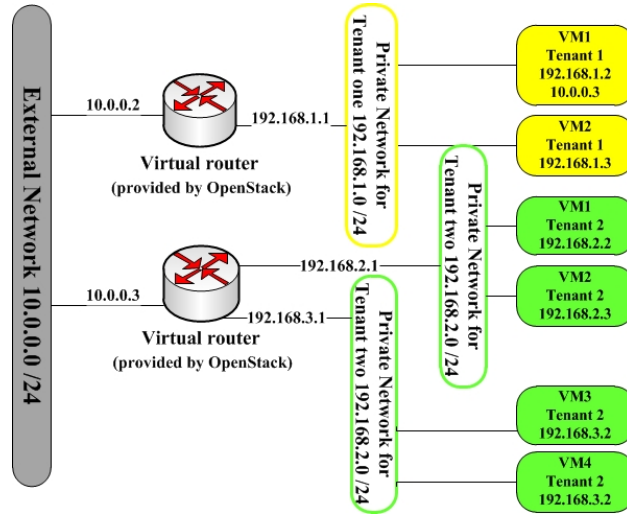 External Network 10.0.0.0 /24
10.0.0.2
Virtual router
(provided by OpenStack)
192.168.1.1
Private Network for
Tenant one 192.168.1.0 /24
VM1
Tenant 1
192.168.1.2
10.0.0.3
VM2
Tenant 1
192.168.1.3
10.0.0.3
Virtual router
(provided by OpenStack)
192.168.2.1
192.168.3.1
Private Network for
Tenant two 192.168.2.0 /24
VM1
Tenant 2
192.168.2.2
VM2
Tenant 2
192.168.2.3
Private Network for
Tenant two 192.168.2.0 /24
VM3
Tenant 2
192.168.3.2
VM4
Tenant 2
192.168.3.2